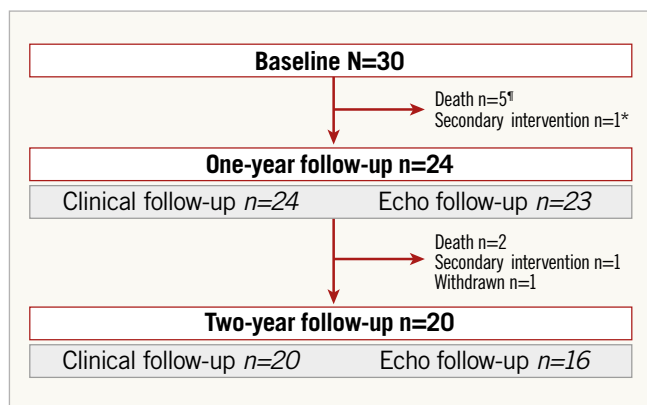 Baseline N=30
Death n=5¶
Secondary intervention n=1*
One-year follow-up n=24
Clinical follow-up n=24 Echo follow-up n=23
Death n=2
Secondary intervention n=1
Withdrawn n=1
Two-year follow-up n=20
Clinical follow-up n=20 Echo follow-up n=16